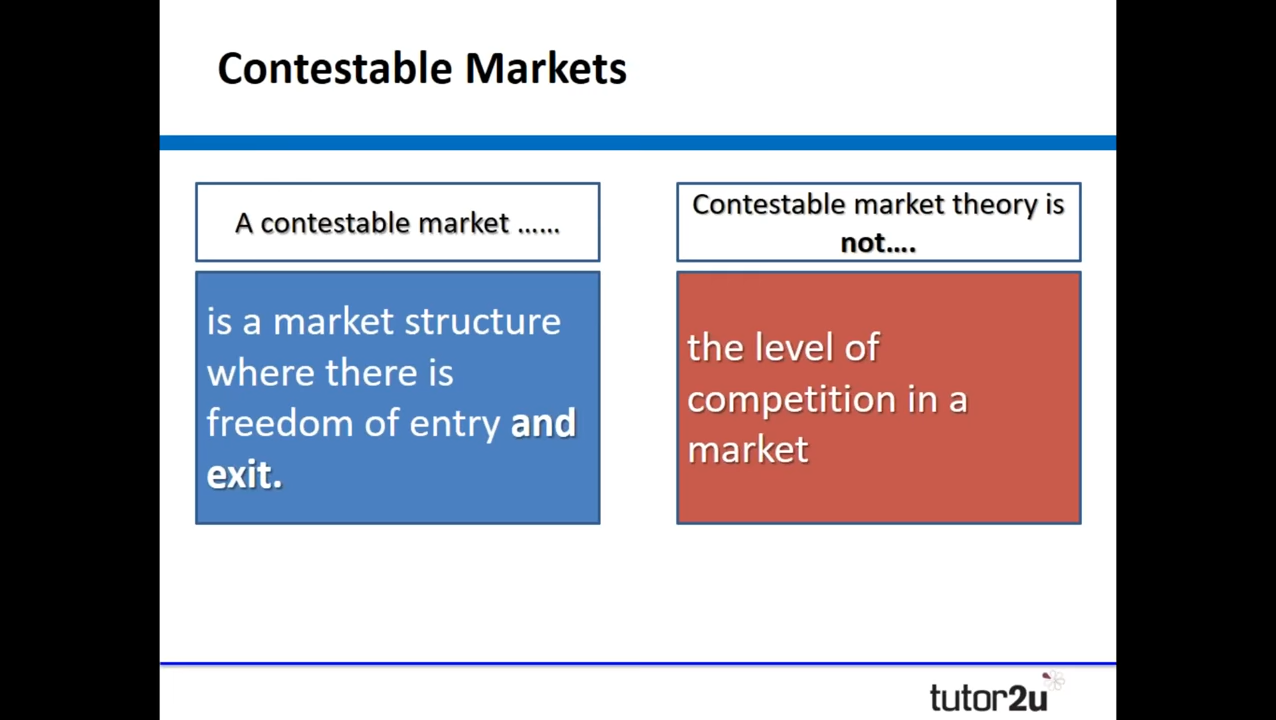 Contestable Markets
A contestable market ......
is a market structure
where there is
freedom of entry and
exit.
Contestable market theory is
not....
the level of
competition in a
market
tutor2u